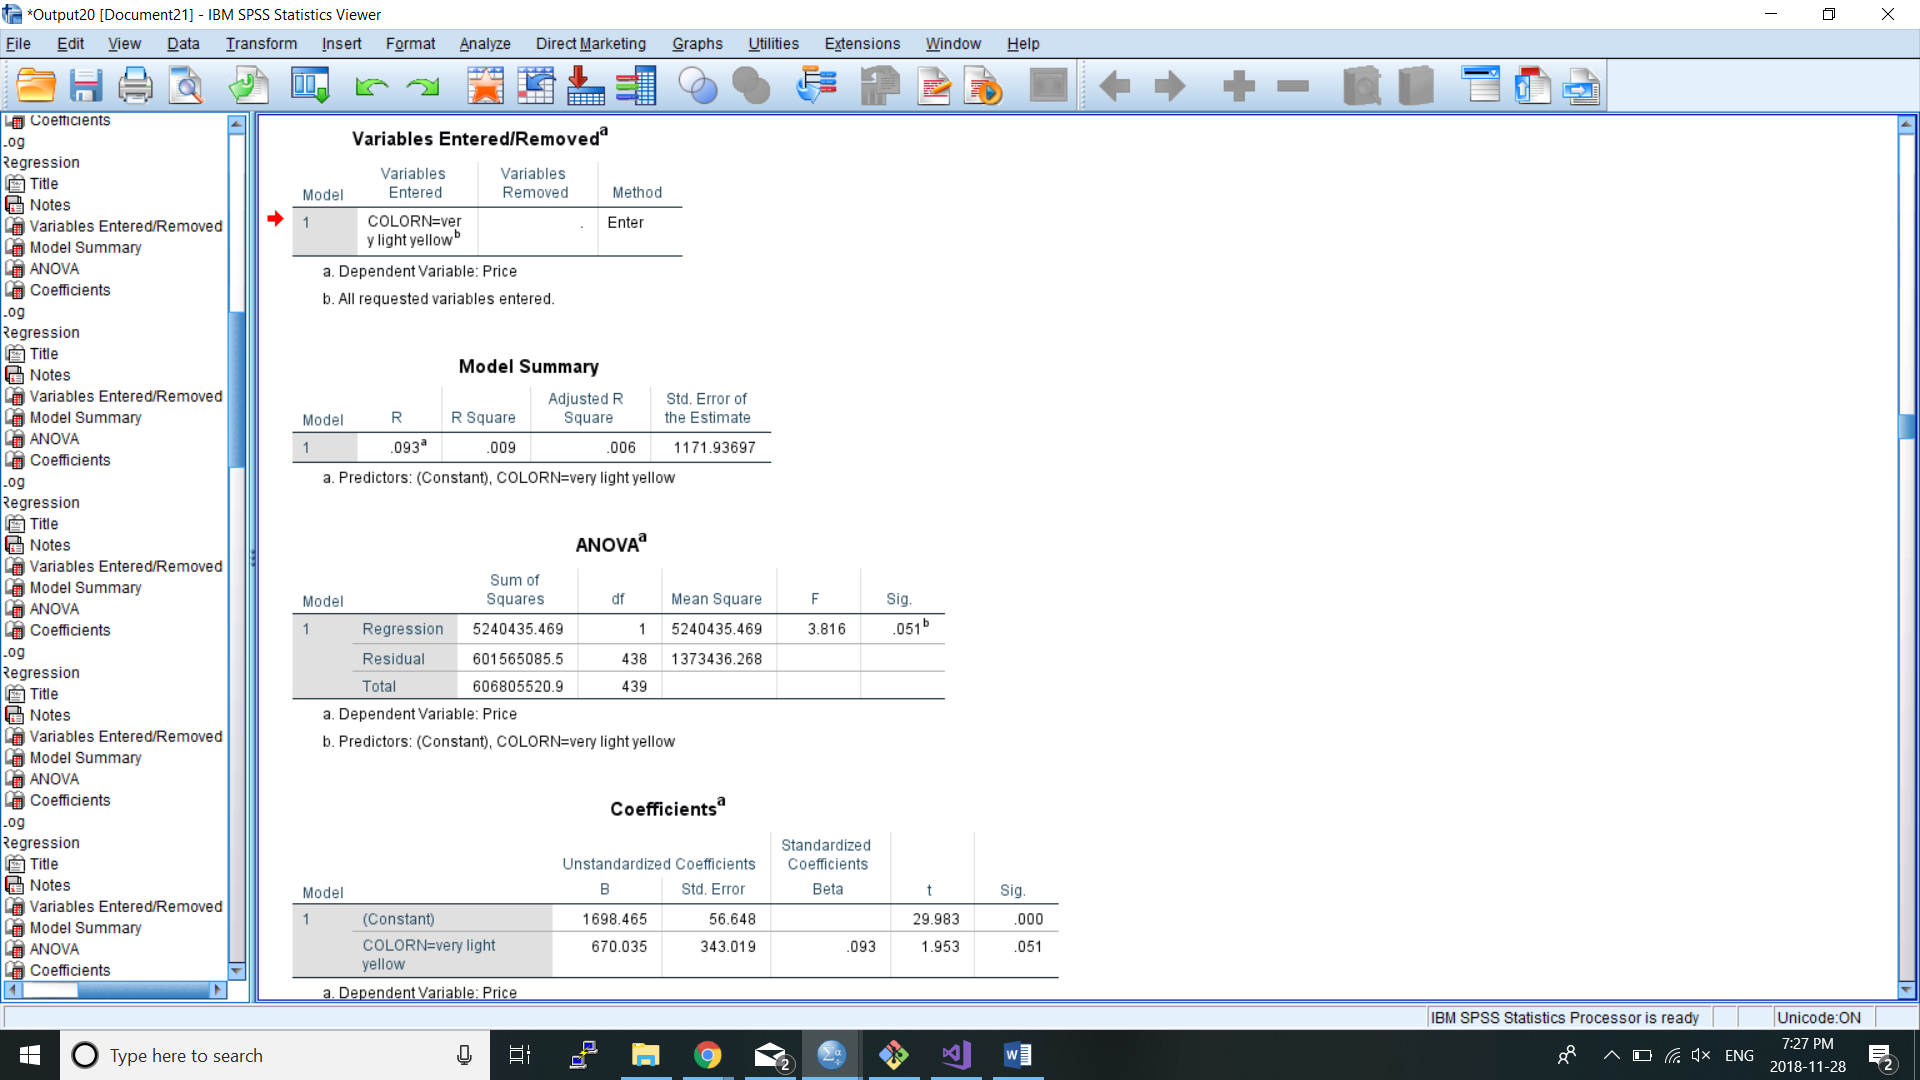 *Output20 [Document21] - IBM SPSS Statistics Viewer
File Edit View Data Transform Insert Format Analyze Direct Marketing Graphs Utilities Extensions Window Help
Coefficients
Log
Regression
Title
Notes
Variables Entered/Removed
Model Summary
ANOVA
Coefficients
Log
Regression
Title
Notes
Variables Entered/Removed
Model Summary
ANOVA
Coefficients
Log
Regression
Title
Notes
Variables Entered/Removed
Model Summary
ANOVA
Coefficients
Log
Regression
Title
Notes
Variables Entered/Removed
Model Summary
ANOVA
Coefficients
Log
Regression
Title
Notes
Variables Entered/Removed
Model Summary
ANOVA
Coefficients
Variables Entered/Removedᵃ
Variables Variables
Model Entered Removed Method
1 COLORN=ver . Enter
y light yellowᵇ
a. Dependent Variable: Price
b. All requested variables entered.
Model Summary
Adjusted R Std. Error of
Model R R Square Square the Estimate
1 .093ᵃ .009 .006 1171.93697
a. Predictors: (Constant), COLORN=very light yellow
ANOVAᵃ
Sum of
Model Squares df Mean Square F Sig.
1 Regression 5240435.469 1 5240435.469 3.816 .051ᵇ
Residual 601565085.5 438 1373436.268
Total 606805520.9 439
a. Dependent Variable: Price
b. Predictors: (Constant), COLORN=very light yellow
Coefficientsᵃ
Standardized
Unstandardized Coefficients Coefficients
Model B Std. Error Beta t Sig.
1 (Constant) 1698.465 56.648 29.983 .000
COLORN=very light 670.035 343.019 .093 1.953 .051
yellow
a. Dependent Variable: Price
IBM SPSS Statistics Processor is ready Unicode:ON
Type here to search
2
ENG
7:27 PM
2018-11-28
2